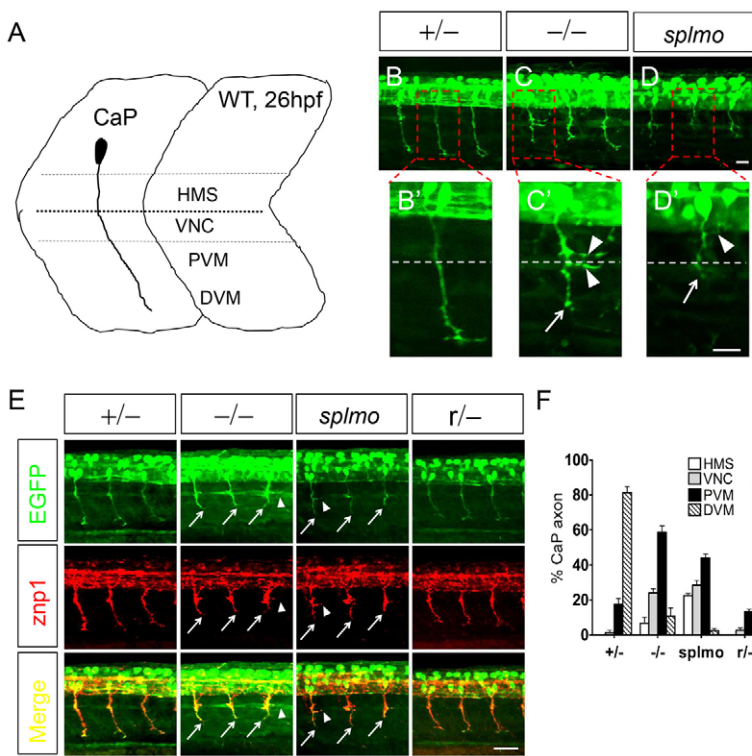 A
WT, 26hpf
CaP
HMS
VNC
PVM
DVM
+/−
−/−
splmo
B
C
D
B'
C'
D'
E
+/−
−/−
splmo
r/−
EGFP
znp1
Merge
F
HMS
VNC
PVM
DVM
% CaP axon
100
80
60
40
20
0
+/-
-/-
splmo